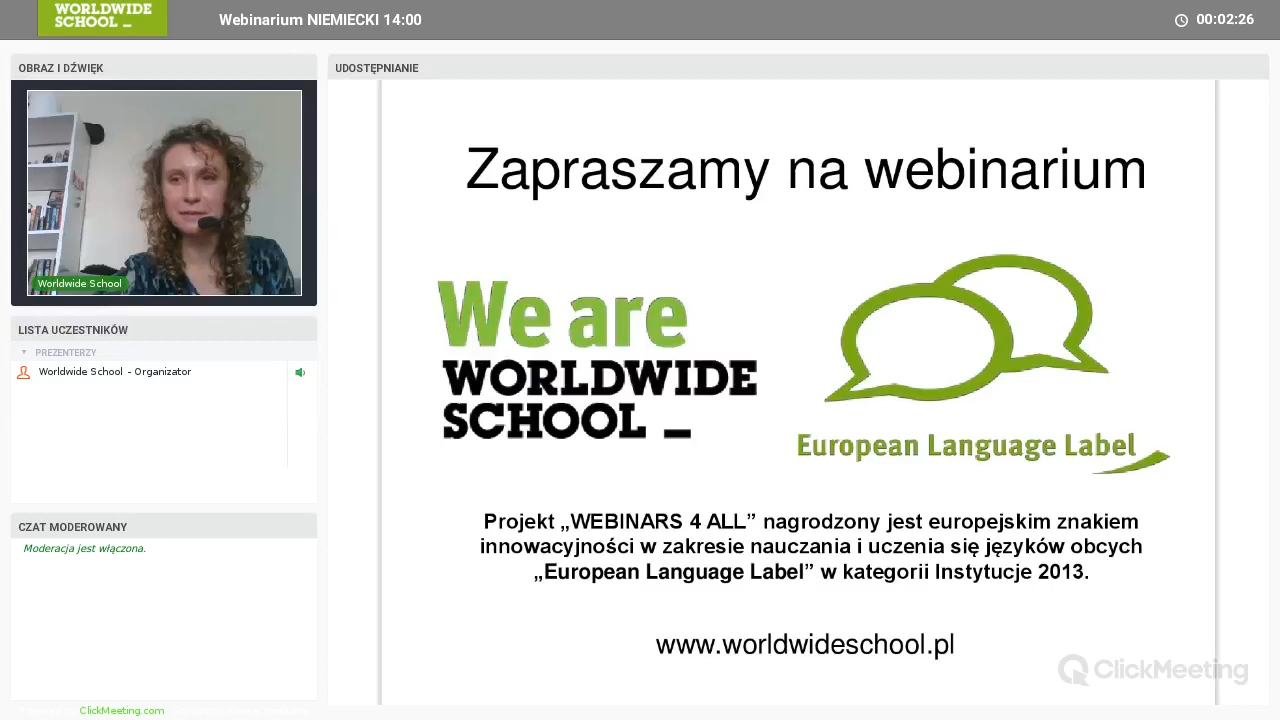 WORLDWIDE
SCHOOL _
Webinarium NIEMIECKI 14:00
00:02:26
OBRAZ I DŹWIĘK
Worldwide School
LISTA UCZESTNIKÓW
PREZENTERZY
Worldwide School - Organizator
CZAT MODEROWANY
Moderacja jest włączona.
ClickMeeting.com
UDOSTĘPNIANIE
Zapraszamy na webinarium
We are
WORLDWIDE
SCHOOL _
European Language Label
Projekt „WEBINARS 4 ALL” nagrodzony jest europejskim znakiem
innowacyjności w zakresie nauczania i uczenia się języków obcych
„European Language Label” w kategorii Instytucje 2013.
www.worldwideschool.pl
ClickMeeting